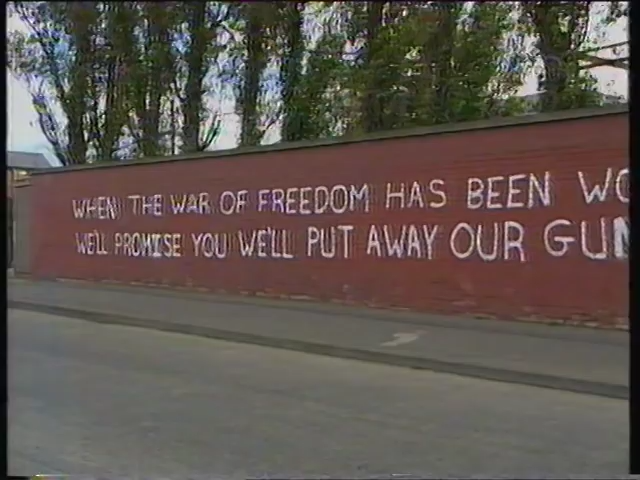 WHEN THE WAR OF FREEDOM HAS BEEN WO
WE'LL PROMISE YOU WE'LL PUT AWAY OUR GUN